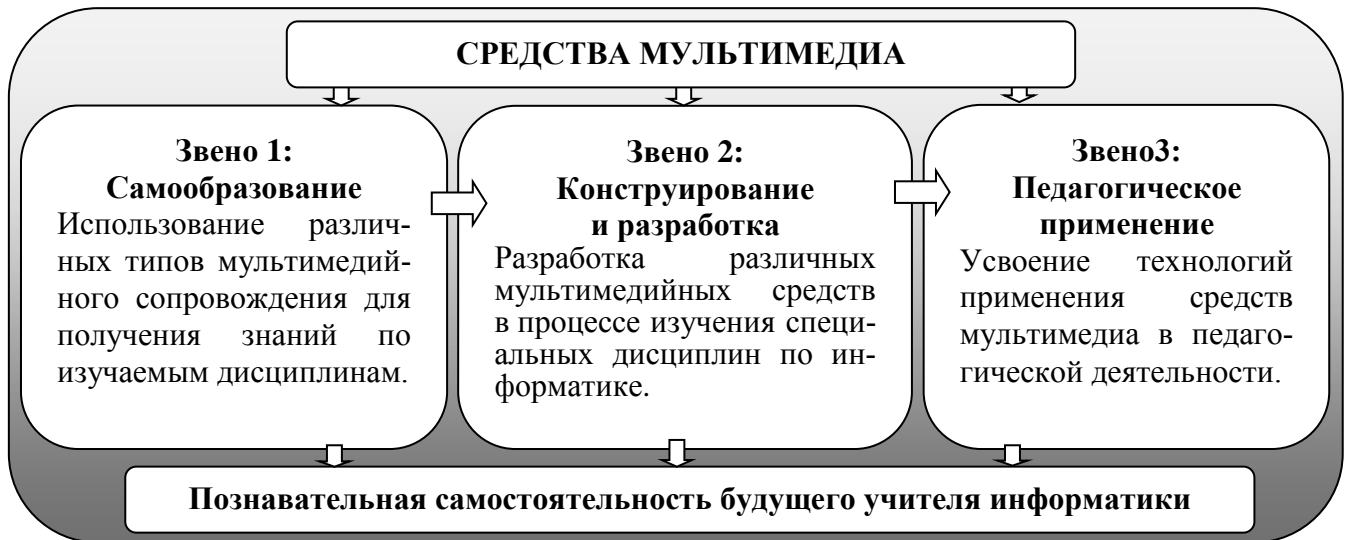 СРЕДСТВА МУЛЬТИМЕДИА
Звено 1:
Самообразование
Использование различ-
ных типов мультимедий-
ного сопровождения для
получения знаний по
изучаемым дисциплинам.
Звено 2:
Конструирование
и разработка
Разработка различных
мультимедийных средств
в процессе изучения специ-
альных дисциплин по ин-
форматике.
Звено3:
Педагогическое
применение
Усвоение технологий
применения средств
мультимедиа в педаго-
гической деятельности.
Познавательная самостоятельность будущего учителя информатики